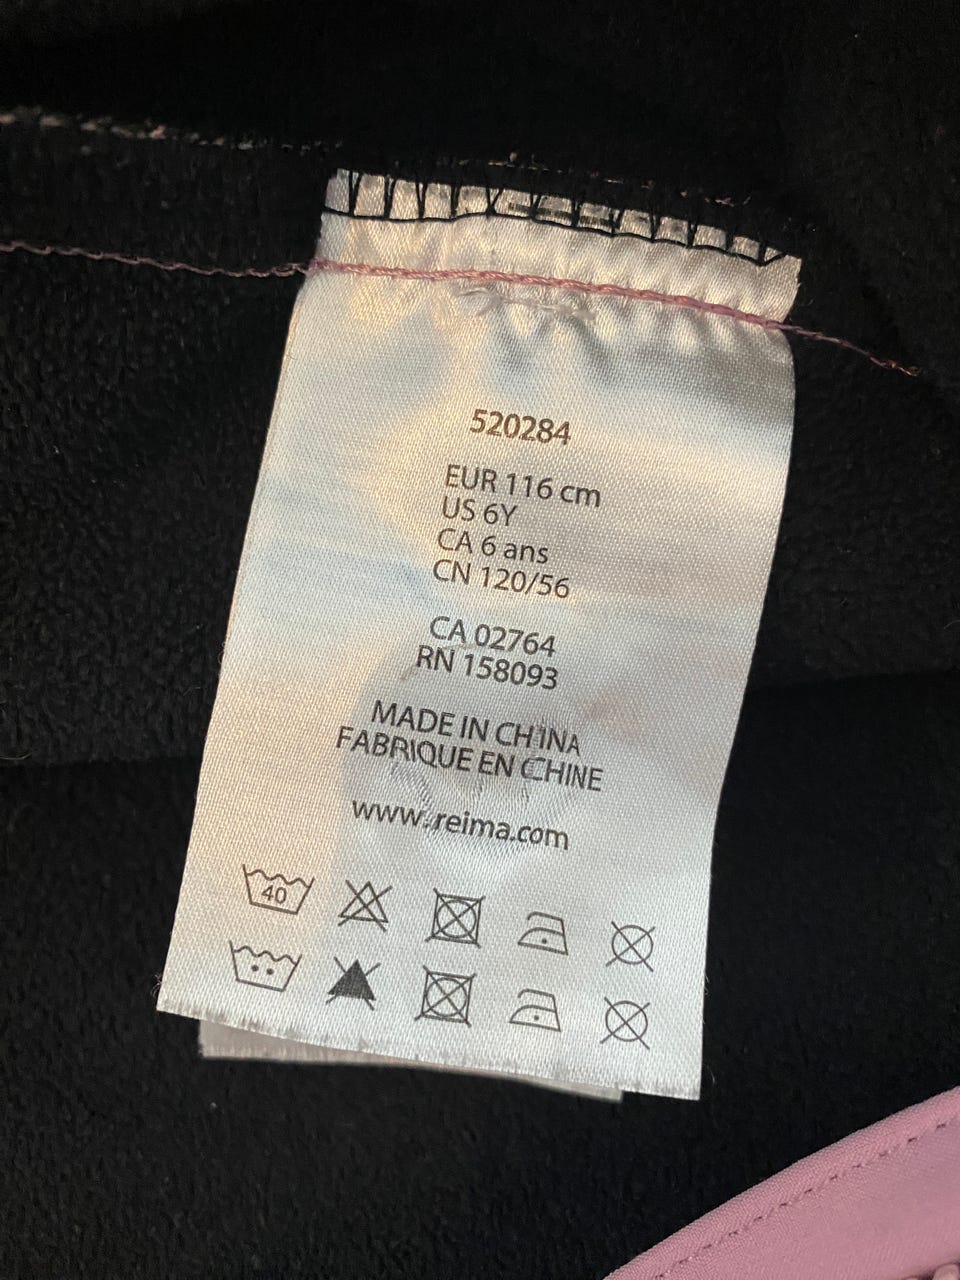 520284
EUR 116 cm
US 6Y
CA 6 ans
CN 120/56
CA 02764
RN 158093
MADE IN CHINA
FABRIQUE EN CHINE
www.reima.com
40